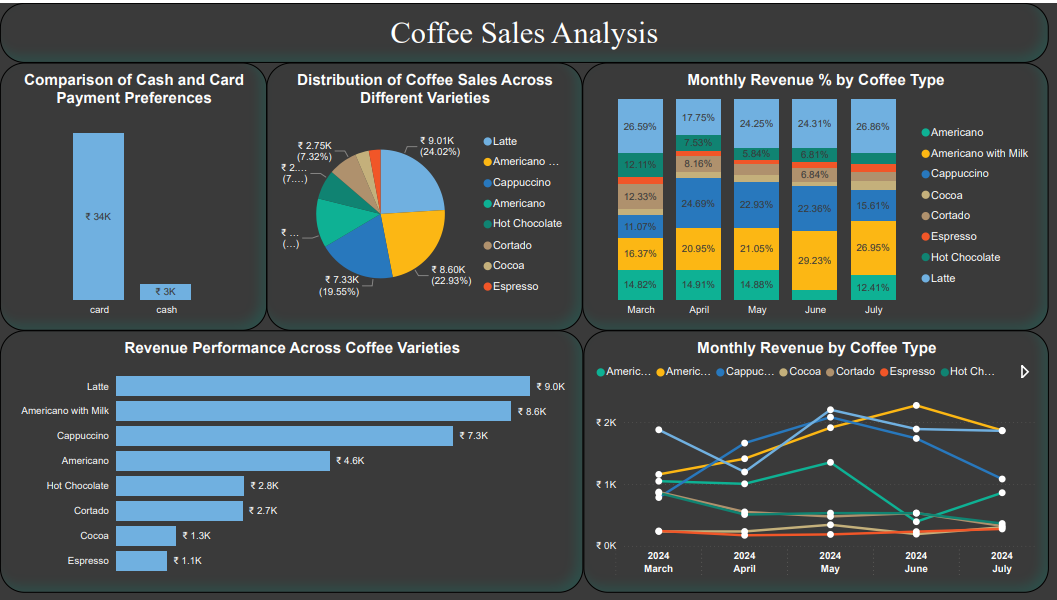 Coffee Sales Analysis
Comparison of Cash and Card
Payment Preferences
₹ 34K
₹ 3K
card
cash
Distribution of Coffee Sales Across
Different Varieties
₹ 2.75K
(7.32%)
₹ 2....
(7....)
₹ ...
(...)
₹ 7.33K
(19.55%)
₹ 9.01K
(24.02%)
₹ 8.60K
(22.93%)
Latte
Americano ...
Cappuccino
Americano
Hot Chocolate
Cortado
Cocoa
Espresso
Monthly Revenue % by Coffee Type
26.59% 17.75% 24.25% 24.31% 26.86%
12.11% 7.53% 5.84% 6.81%
12.33% 8.16% 6.84%
11.07% 24.69% 22.93% 22.36% 15.61%
16.37% 20.95% 21.05% 29.23% 26.95%
14.82% 14.91% 14.88% 12.41%
March April May June July
Americano
Americano with Milk
Cappuccino
Cocoa
Cortado
Espresso
Hot Chocolate
Latte
Revenue Performance Across Coffee Varieties
Latte ₹ 9.0K
Americano with Milk ₹ 8.6K
Cappuccino ₹ 7.3K
Americano ₹ 4.6K
Hot Chocolate ₹ 2.8K
Cortado ₹ 2.7K
Cocoa ₹ 1.3K
Espresso ₹ 1.1K
Monthly Revenue by Coffee Type
Americ... Americ... Cappuc... Cocoa Cortado Espresso Hot Ch...
₹ 2K
₹ 1K
₹ 0K
2024 2024 2024 2024 2024
March April May June July